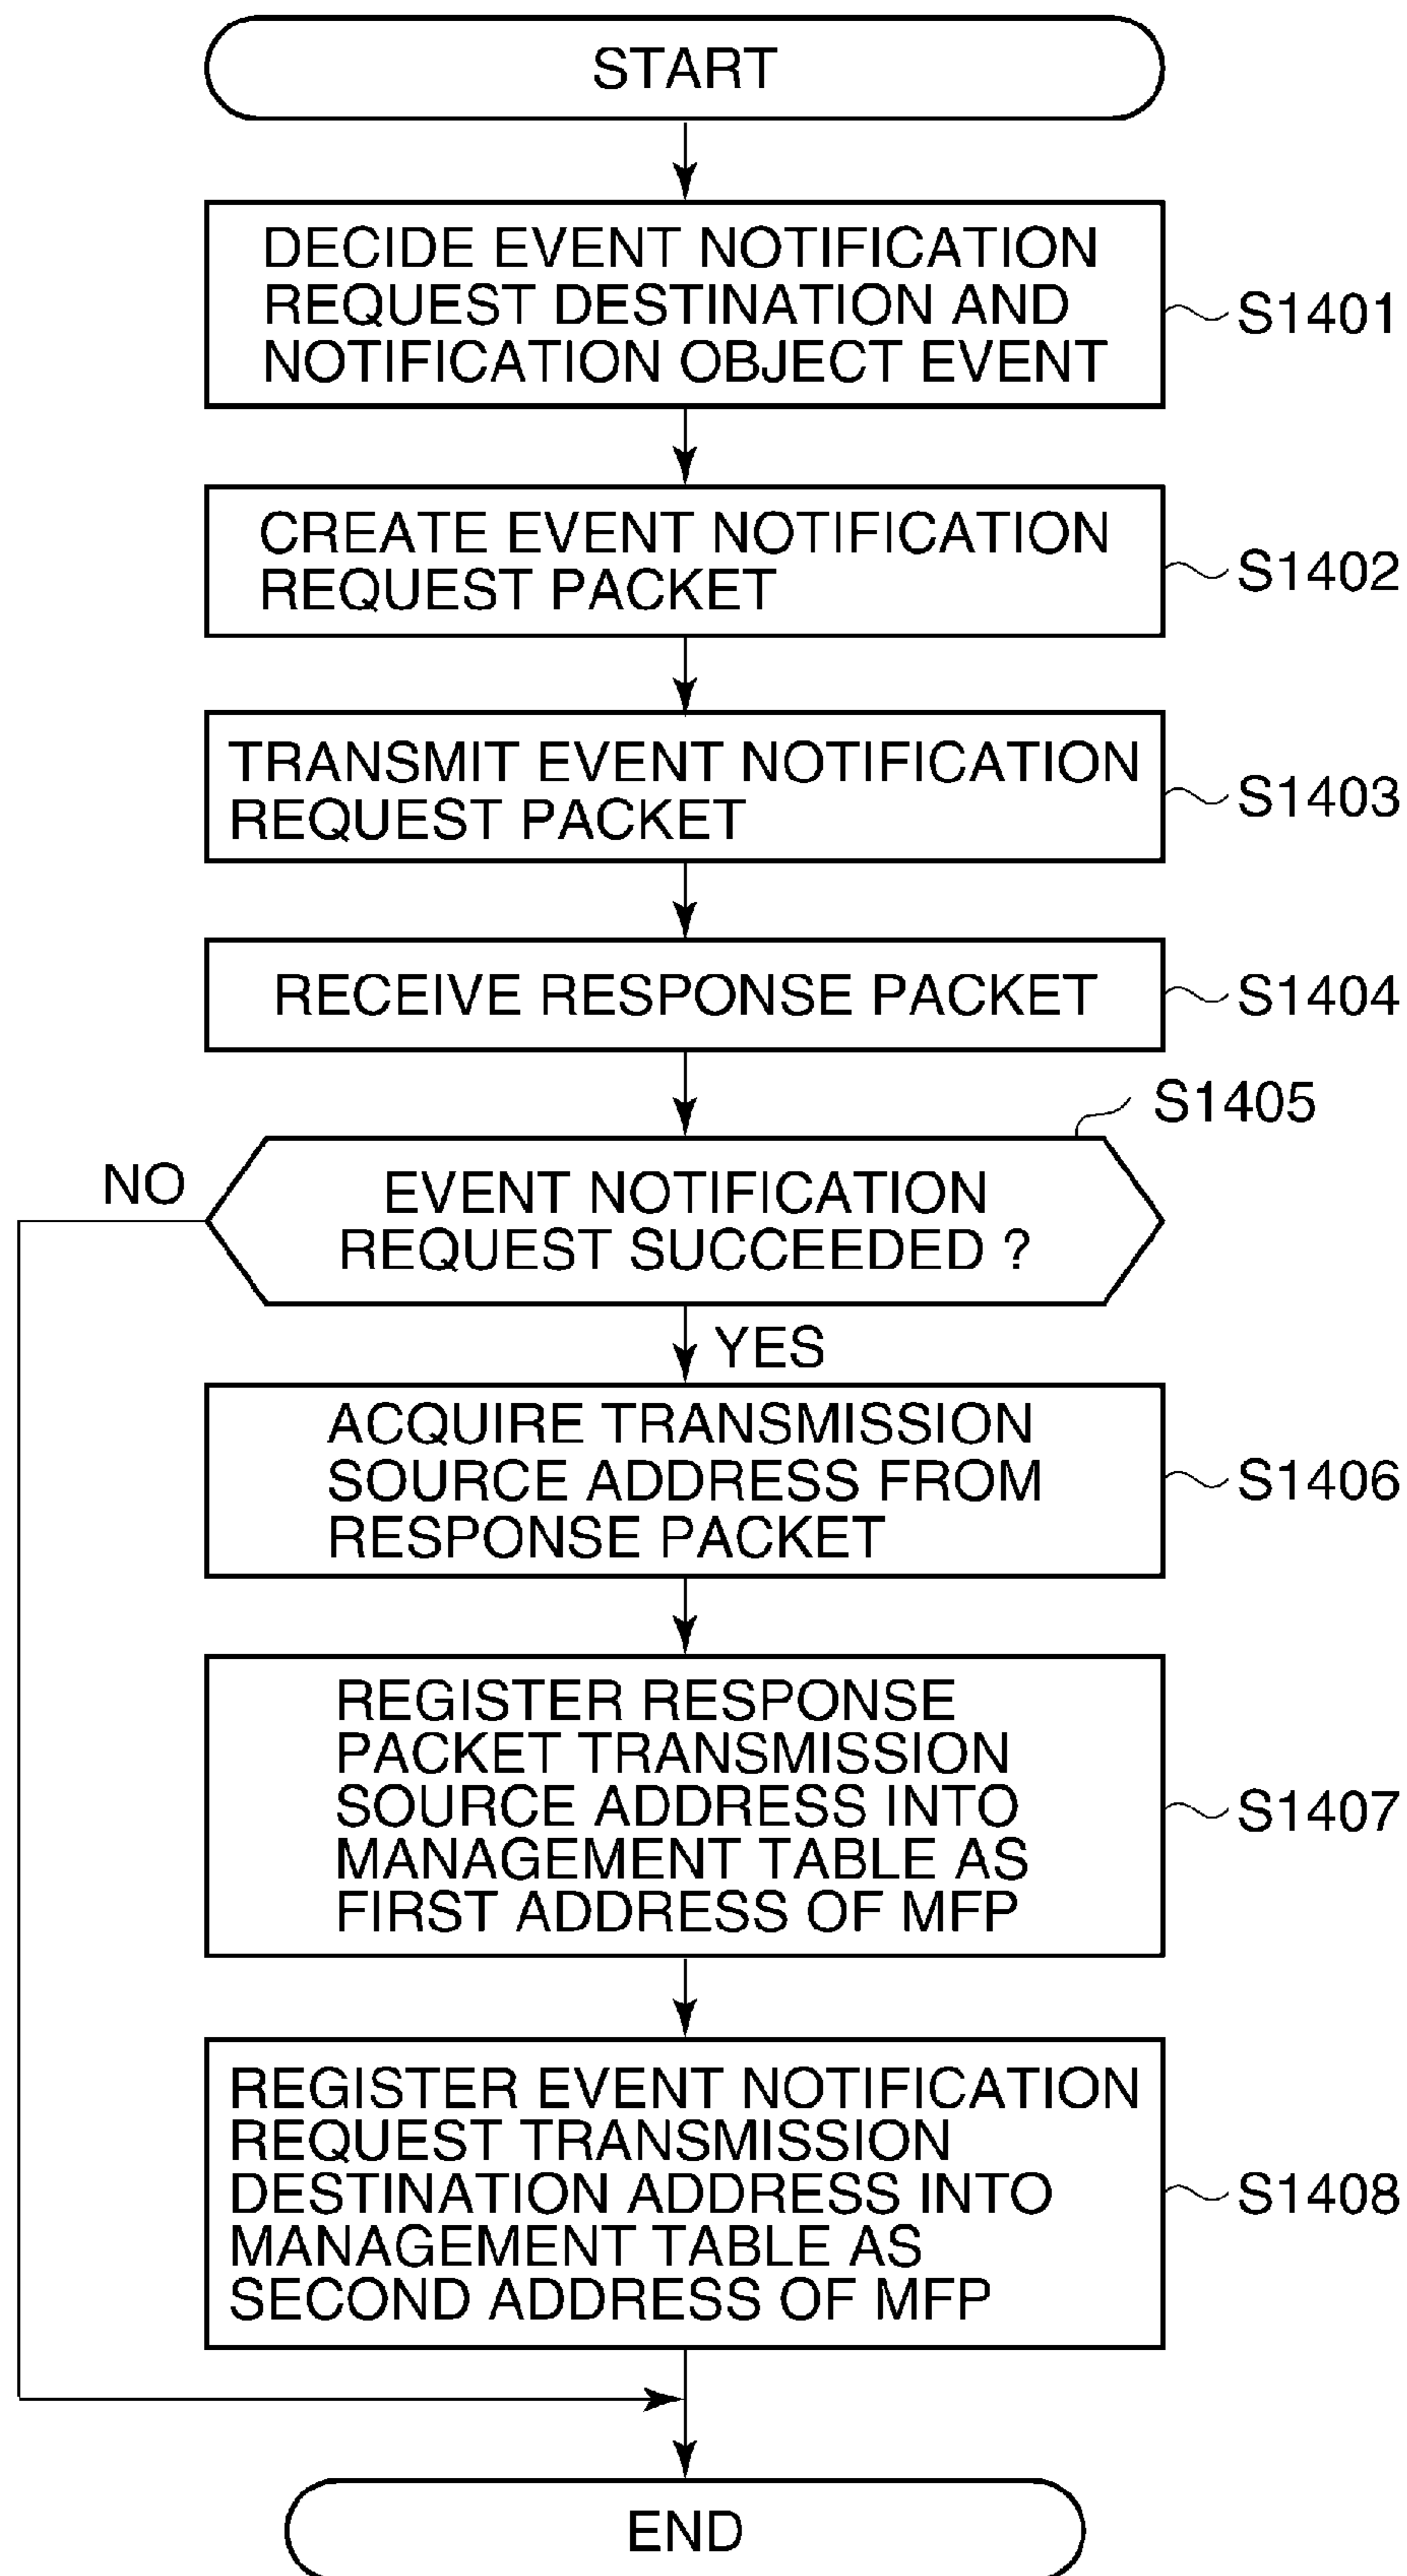 START
DECIDE EVENT NOTIFICATION
REQUEST DESTINATION AND
NOTIFICATION OBJECT EVENT
S1401
CREATE EVENT NOTIFICATION
REQUEST PACKET
S1402
TRANSMIT EVENT NOTIFICATION
REQUEST PACKET
S1403
RECEIVE RESPONSE PACKET
S1404
S1405
NO
EVENT NOTIFICATION
REQUEST SUCCEEDED ?
YES
ACQUIRE TRANSMISSION
SOURCE ADDRESS FROM
RESPONSE PACKET
S1406
REGISTER RESPONSE
PACKET TRANSMISSION
SOURCE ADDRESS INTO
MANAGEMENT TABLE AS
FIRST ADDRESS OF MFP
S1407
REGISTER EVENT NOTIFICATION
REQUEST TRANSMISSION
DESTINATION ADDRESS INTO
MANAGEMENT TABLE AS
SECOND ADDRESS OF MFP
S1408
END